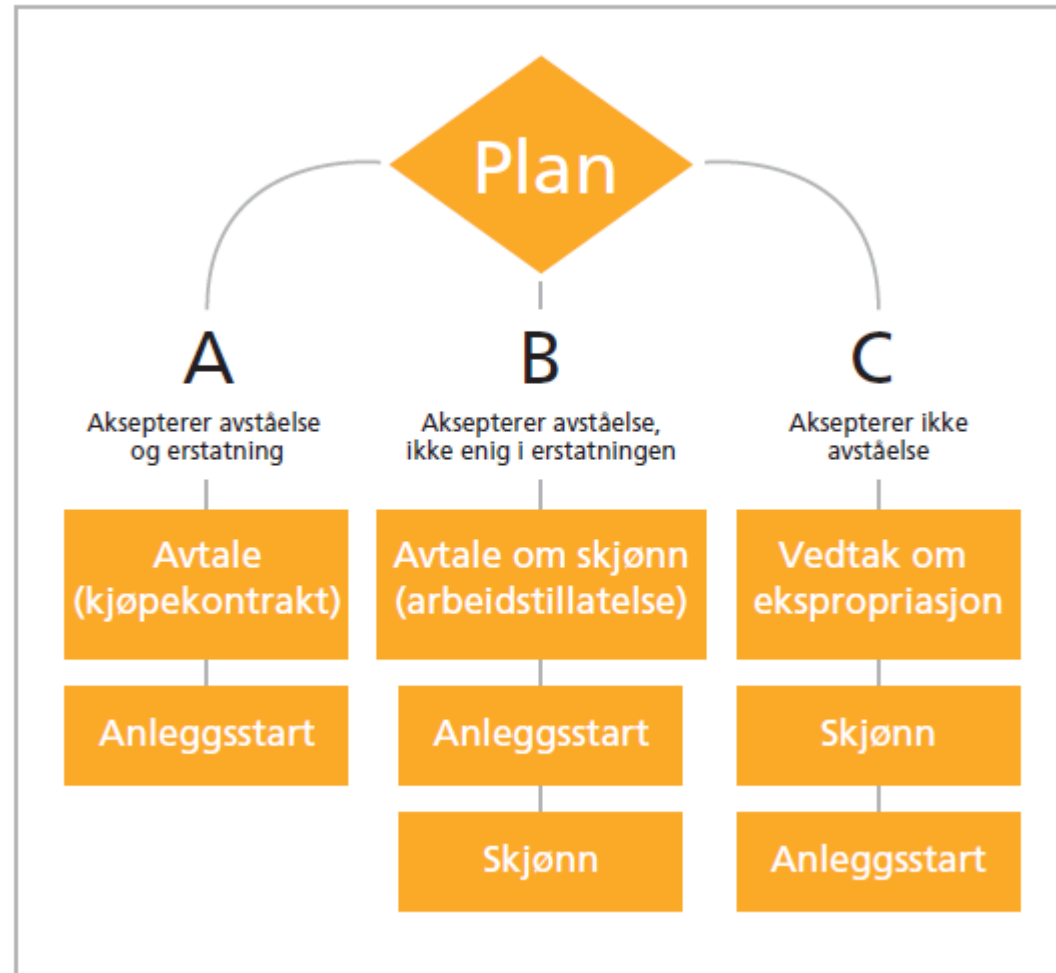 Plan
A
Aksepterer avståelse
og erstatning
Avtale
(kjøpekontrakt)
Anleggsstart
B
Aksepterer avståelse,
ikke enig i erstatningen
Avtale om skjønn
(arbeidstillatelse)
Anleggsstart
Skjønn
C
Aksepterer ikke
avståelse
Vedtak om
ekspropriasjon
Skjønn
Anleggsstart